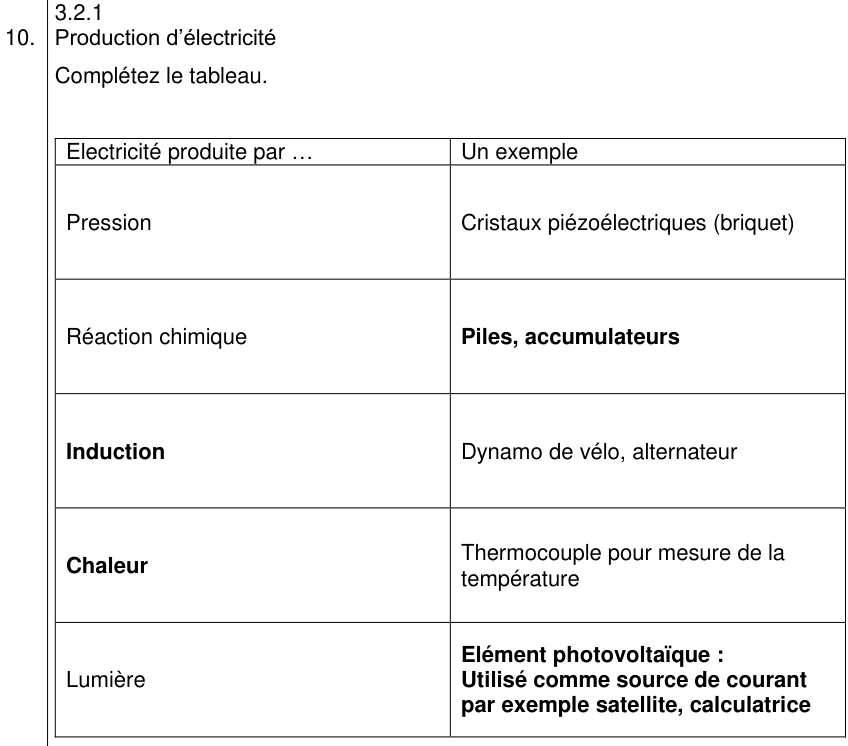 3.2.1
10. Production d’électricité
Complétez le tableau.
Electricité produite par …
Un exemple
Pression
Cristaux piézoélectriques (briquet)
Réaction chimique
Piles, accumulateurs
Induction
Dynamo de vélo, alternateur
Chaleur
Thermocouple pour mesure de la
température
Lumière
Elément photovoltaïque :
Utilisé comme source de courant
par exemple satellite, calculatrice